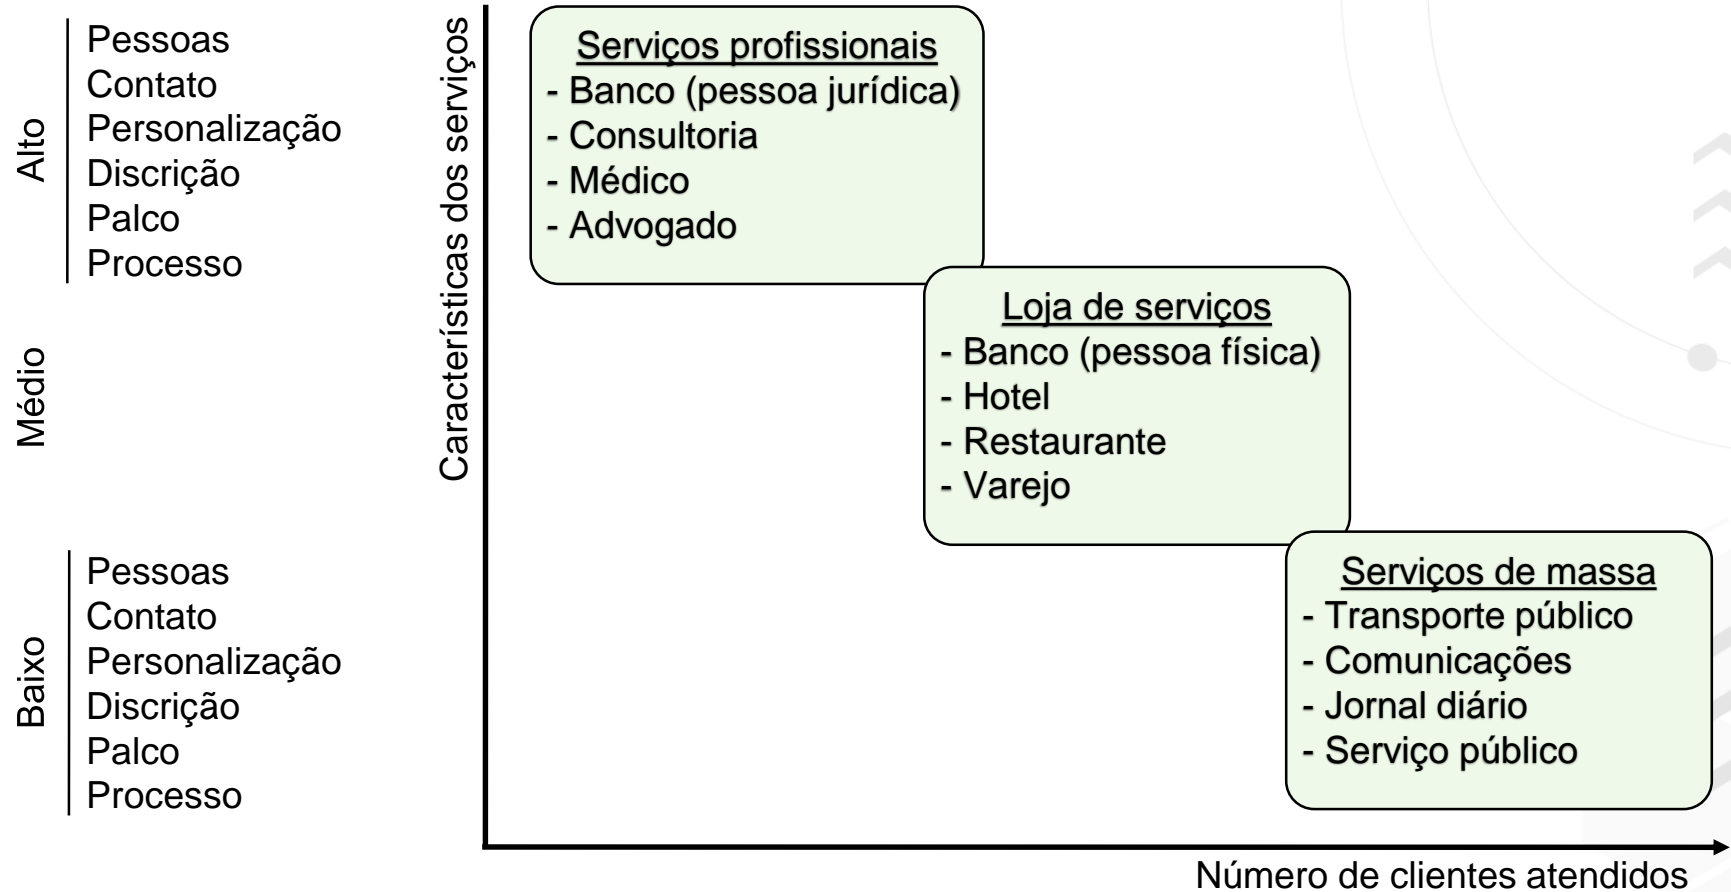 Alto
Pessoas
Contato
Personalização
Discrição
Palco
Processo
Médio
Baixo
Pessoas
Contato
Personalização
Discrição
Palco
Processo
Características dos serviços
Serviços profissionais
- Banco (pessoa jurídica)
- Consultoria
- Médico
- Advogado
Loja de serviços
- Banco (pessoa física)
- Hotel
- Restaurante
- Varejo
Serviços de massa
- Transporte público
- Comunicações
- Jornal diário
- Serviço público
Número de clientes atendidos